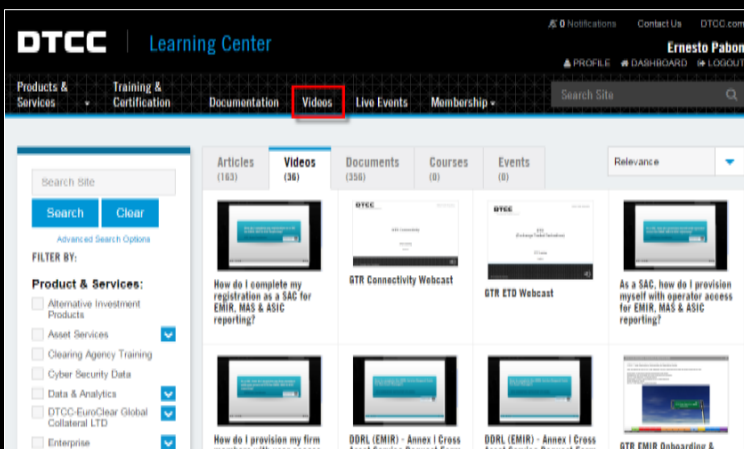 0 Notifications Contact Us DTCC.com
DTCC Learning Center
Ernesto Pabon
PROFILE DASHBOARD LOGOUT
Products & Services
Training & Certification
Documentation
Videos
Live Events
Membership
Search Site
Search Site
Search Clear
Advanced Search Options
FILTER BY:
Product & Services:
Alternative Investment
Products
Asset Services
Clearing Agency Training
Cyber Security Data
Data & Analytics
DTCC-EuroClear Global
Collateral LTD
Enterprise
Articles
(163)
Videos
(36)
Documents
(350)
Courses
(0)
Events
(0)
Relevance
How do I complete my
registration as a SAC for
EMIR, MAS & ASIC
reporting?
DTCC
GTR Connectivity Webcast
DTCC
GTR ETD Webcast
As a SAC, how do I provision
myself with operator access
for EMIR, MAS & ASIC
reporting?
How do I provision my firm
DDRL (EMIR) - Annex I Cross
DDRL (EMIR) - Annex I Cross
GTR EMIR Onboarding &